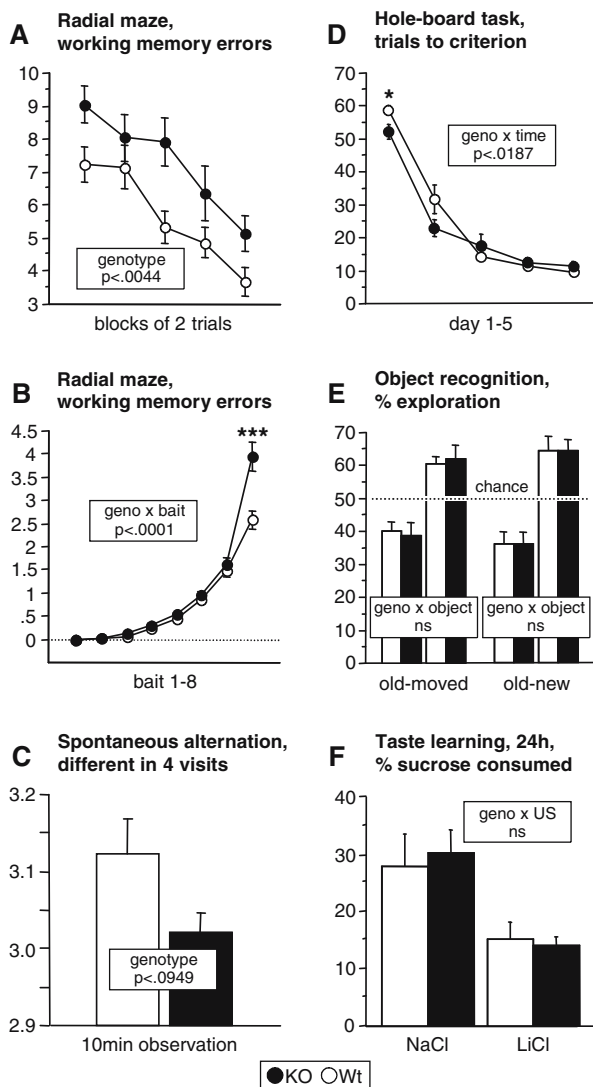 A
Radial maze,
working memory errors
10
9
8
7
6
5
4
3
genotype
p<.0044
blocks of 2 trials
B
Radial maze,
working memory errors
4.5
4
3.5
3
2.5
2
1.5
1
.5
0
***
geno x bait
p<.0001
bait 1-8
C
Spontaneous alternation,
different in 4 visits
3.2
3.1
3.0
2.9
genotype
p<.0949
10min observation
D
Hole-board task,
trials to criterion
70
60
50
40
30
20
10
0
*
geno x time
p<.0187
day 1-5
E
Object recognition,
% exploration
70
60
50
40
30
20
10
0
chance
geno x object
ns
geno x object
ns
old-moved
old-new
F
Taste learning, 24h,
% sucrose consumed
40
30
20
10
0
geno x US
ns
NaCl
LiCl
KO
Wt